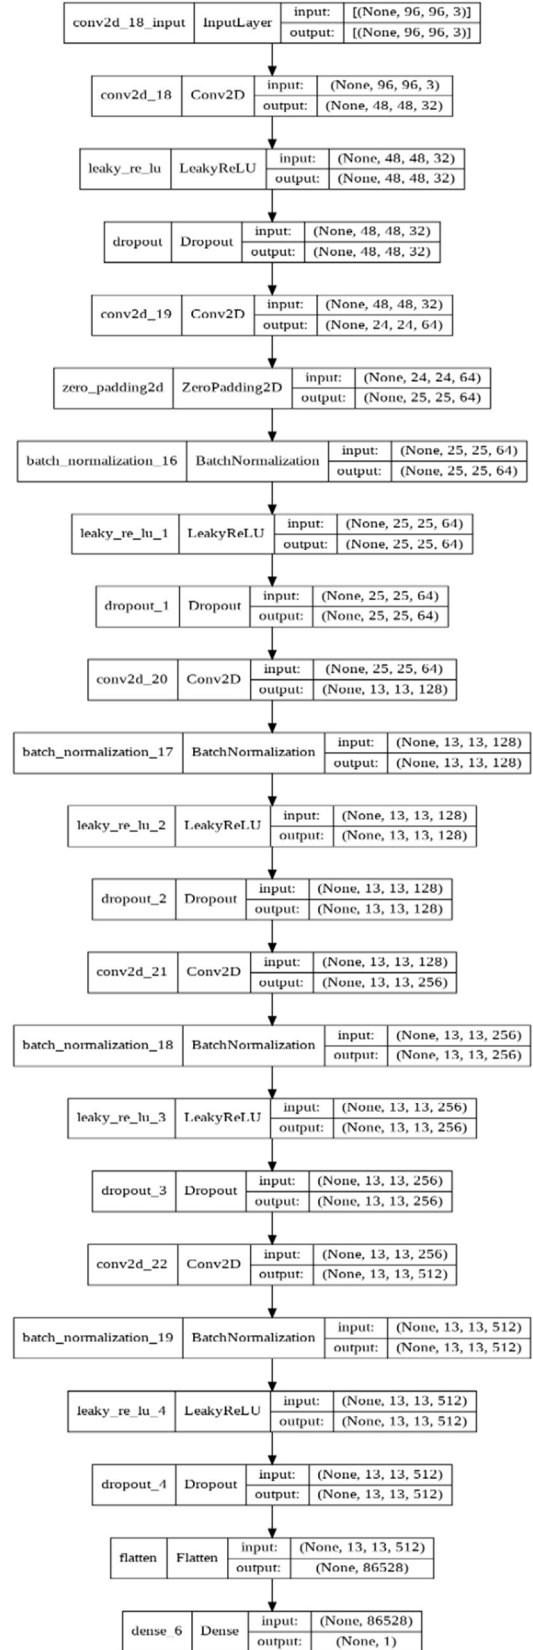 conv2d_18_input InputLayer input: [(None, 96, 96, 3)]
output: [(None, 96, 96, 3)]
conv2d_18 Conv2D input: (None, 96, 96, 3)
output: (None, 48, 48, 32)
leaky_re_lu LeakyReLU input: (None, 48, 48, 32)
output: (None, 48, 48, 32)
dropout Dropout input: (None, 48, 48, 32)
output: (None, 48, 48, 32)
conv2d_19 Conv2D input: (None, 48, 48, 32)
output: (None, 24, 24, 64)
zero_padding2d ZeroPadding2D input: (None, 24, 24, 64)
output: (None, 25, 25, 64)
batch_normalization_16 BatchNormalization input: (None, 25, 25, 64)
output: (None, 25, 25, 64)
leaky_re_lu_1 LeakyReLU input: (None, 25, 25, 64)
output: (None, 25, 25, 64)
dropout_1 Dropout input: (None, 25, 25, 64)
output: (None, 25, 25, 64)
conv2d_20 Conv2D input: (None, 25, 25, 64)
output: (None, 13, 13, 128)
batch_normalization_17 BatchNormalization input: (None, 13, 13, 128)
output: (None, 13, 13, 128)
leaky_re_lu_2 LeakyReLU input: (None, 13, 13, 128)
output: (None, 13, 13, 128)
dropout_2 Dropout input: (None, 13, 13, 128)
output: (None, 13, 13, 128)
conv2d_21 Conv2D input: (None, 13, 13, 128)
output: (None, 13, 13, 256)
batch_normalization_18 BatchNormalization input: (None, 13, 13, 256)
output: (None, 13, 13, 256)
leaky_re_lu_3 LeakyReLU input: (None, 13, 13, 256)
output: (None, 13, 13, 256)
dropout_3 Dropout input: (None, 13, 13, 256)
output: (None, 13, 13, 256)
conv2d_22 Conv2D input: (None, 13, 13, 256)
output: (None, 13, 13, 512)
batch_normalization_19 BatchNormalization input: (None, 13, 13, 512)
output: (None, 13, 13, 512)
leaky_re_lu_4 LeakyReLU input: (None, 13, 13, 512)
output: (None, 13, 13, 512)
dropout_4 Dropout input: (None, 13, 13, 512)
output: (None, 13, 13, 512)
flatten Flatten input: (None, 13, 13, 512)
output: (None, 86528)
dense_6 Dense input: (None, 86528)
output: (None, 1)